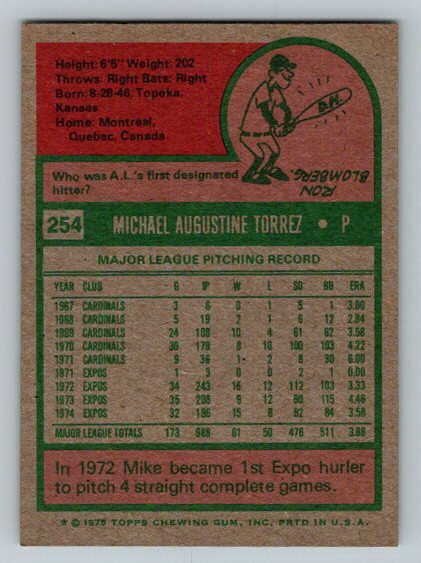 Height: 6'5" Weight: 202
Throws: Right Bats: Right
Born: 8-28-46, Topeka,
Kansas
Home: Montreal,
Quebec, Canada
D.H.
Who was A.L.'s first designated
hitter?
RON
BLOMBERG.
254 MICHAEL AUGUSTINE TORREZ • P
MAJOR LEAGUE PITCHING RECORD
YEAR CLUB G IP W L SO BB ERA
1967 CARDINALS 3 6 0 1 5 1 3.00
1968 CARDINALS 5 19 2 1 6 12 2.84
1969 CARDINALS 24 108 10 4 61 62 3.58
1970 CARDINALS 30 179 8 10 100 103 4.22
1971 CARDINALS 9 36 1 2 8 30 6.00
1971 EXPOS 1 3 0 0 2 1 0.00
1972 EXPOS 34 243 16 12 112 103 3.33
1973 EXPOS 35 208 9 12 90 115 4.46
1974 EXPOS 32 186 15 8 92 84 3.58
MAJOR LEAGUE TOTALS 173 988 61 50 476 511 3.88
In 1972 Mike became 1st Expo hurler
to pitch 4 straight complete games.
* © 1975 TOPPS CHEWING GUM, INC. PRTD IN U.S.A.